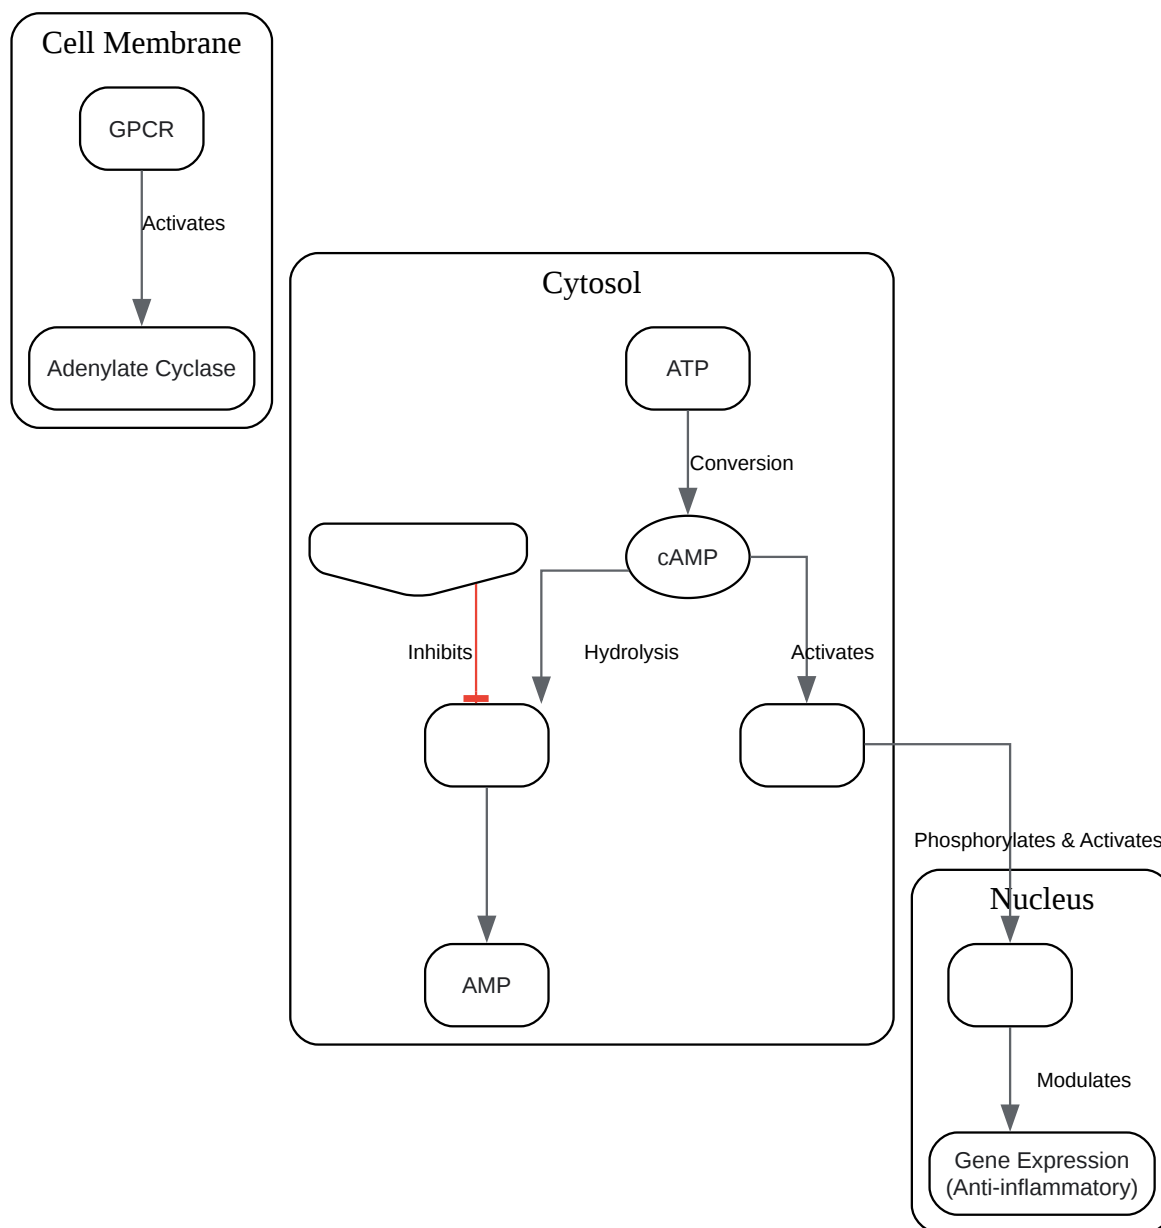 Cell Membrane
GPCR
Activates
Adenylate Cyclase
Cytosol
ATP
Conversion
cAMP
Inhibits
Hydrolysis
Activates
Phosphorylates & Activates
Nucleus
AMP
Modulates
Gene Expression
(Anti-inflammatory)